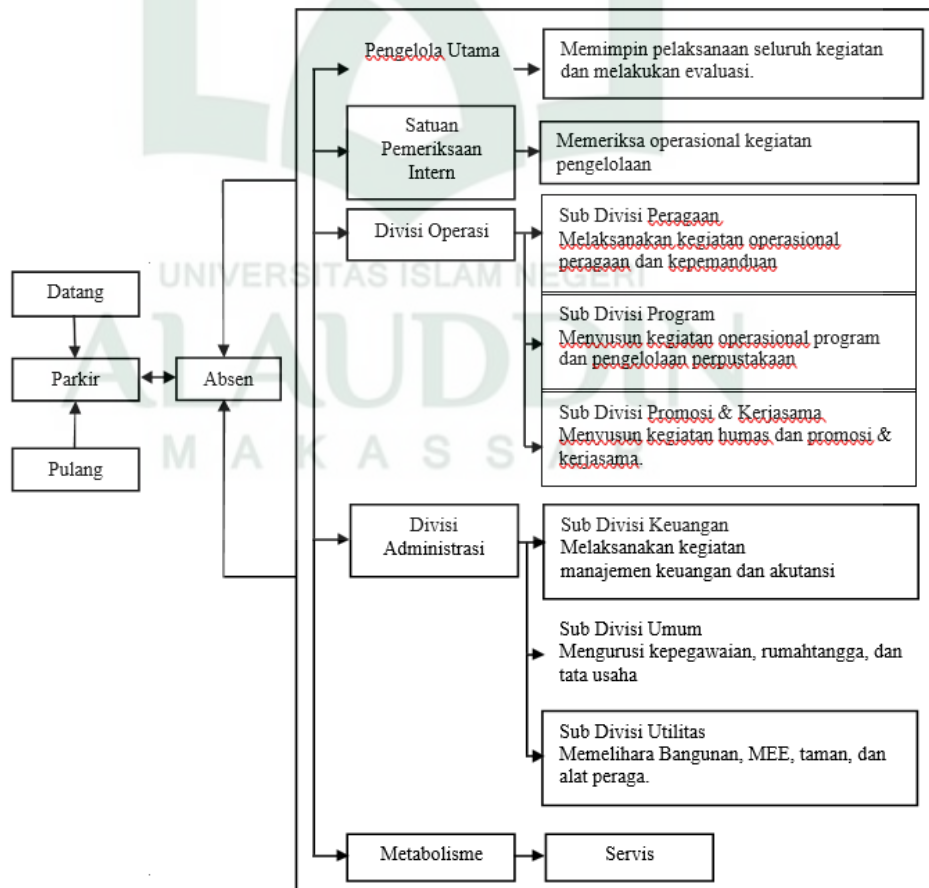 Pengelola Utama
Memimpin pelaksanaan seluruh kegiatan
dan melakukan evaluasi.
Satuan
Pemeriksaan
Intern
Memeriksa operasional kegiatan
pengelolaan
Divisi Operasi
Sub Divisi Peragaan
Melaksanakan kegiatan operasional
peragaan dan kepemanduan
UNIVERSITAS ISLAM NEGERI
Datang
Sub Divisi Program
Menyusun kegiatan operasional program
dan pengelolaan perpustakaan
ALAUDDIN
Parkir
Absen
Sub Divisi Promosi & Kerjasama
Menyusun kegiatan humas dan promosi &
kerjasama.
MAKASSAR
Pulang
Divisi
Administrasi
Sub Divisi Keuangan
Melaksanakan kegiatan
manajemen keuangan dan akutansi
Sub Divisi Umum
Mengurusi kepegawaian, rumahtangga, dan
tata usaha
Sub Divisi Utilitas
Memelihara Bangunan, MEE, taman, dan
alat peraga.
Metabolisme
Servis